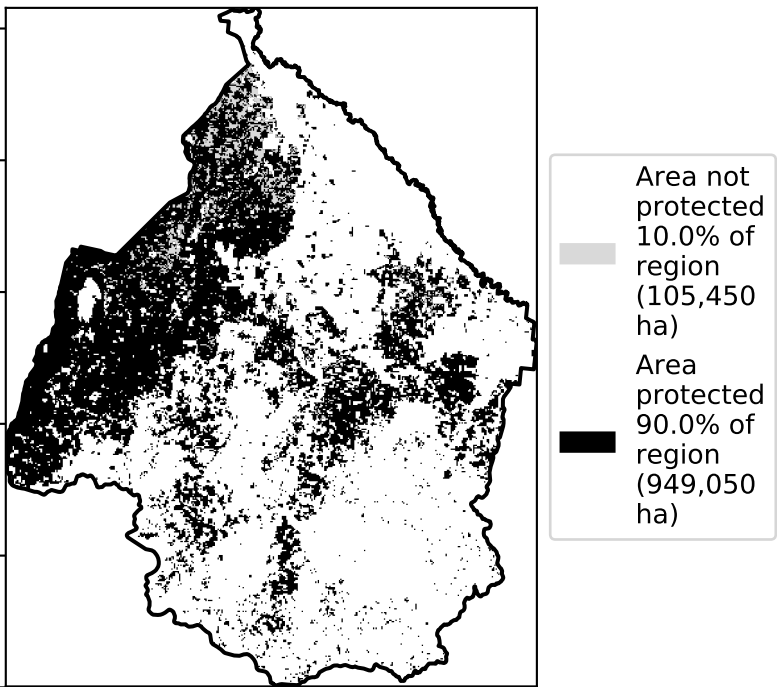 Area not
protected
10.0% of
region
(105,450
ha)
Area
protected
90.0% of
region
(949,050
ha)